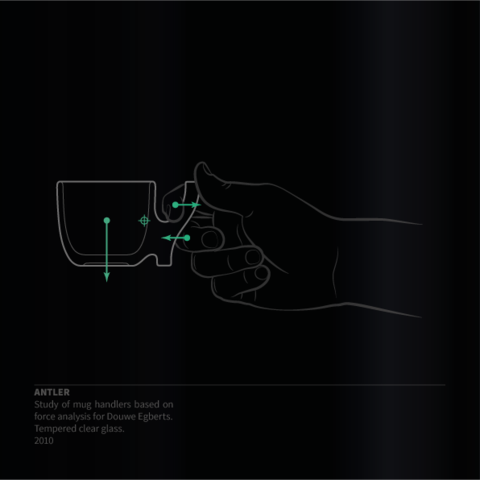 ANTLER
Study of mug handlers based on
force analysis for Douwe Egberts.
Tempered clear glass.
2010